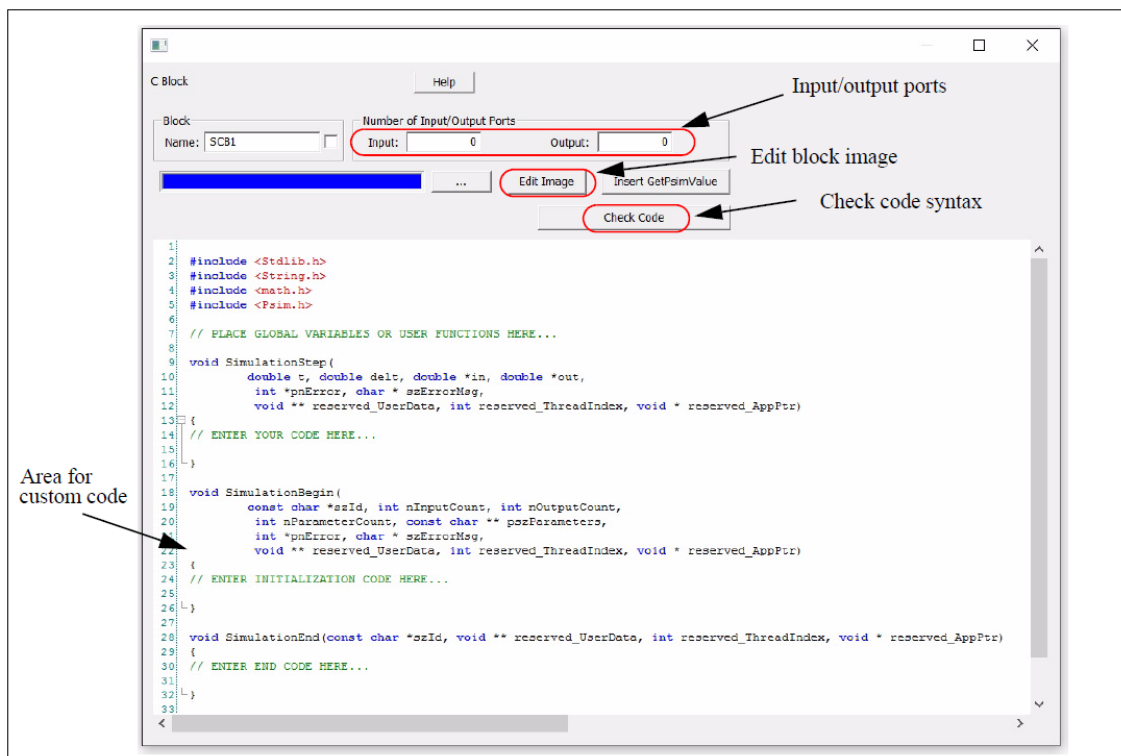 C Block
Help
Input/output ports
Block
Number of Input/Output Ports
Name: SCB1
Input: 0
Output: 0
Edit block image
...
Edit Image
Insert GetPsimValue
Check code syntax
Check Code
1
2 #include <Stdlib.h>
3 #include <String.h>
4 #include <math.h>
5 #include <Psim.h>
6
7 // PLACE GLOBAL VARIABLES OR USER FUNCTIONS HERE...
8
9 void SimulationStep(
10 double t, double delt, double *in, double *out,
11 int *pnError, char * szErrorMsg,
12 void ** reserved_UserData, int reserved_ThreadIndex, void * reserved_AppPtr)
13 {
14 // ENTER YOUR CODE HERE...
15
16 }
17
Area for
custom code
18 void SimulationBegin(
19 const char *szId, int nInputCount, int nOutputCount,
20 int nParameterCount, const char ** pszParameters,
21 int *pnError, char * szErrorMsg,
22 void ** reserved_UserData, int reserved_ThreadIndex, void * reserved_AppPtr)
23 {
24 // ENTER INITIALIZATION CODE HERE...
25
26 }
27
28 void SimulationEnd(const char *szId, void ** reserved_UserData, int reserved_ThreadIndex, void * reserved_AppPtr)
29 {
30 // ENTER END CODE HERE...
31
32 }
33